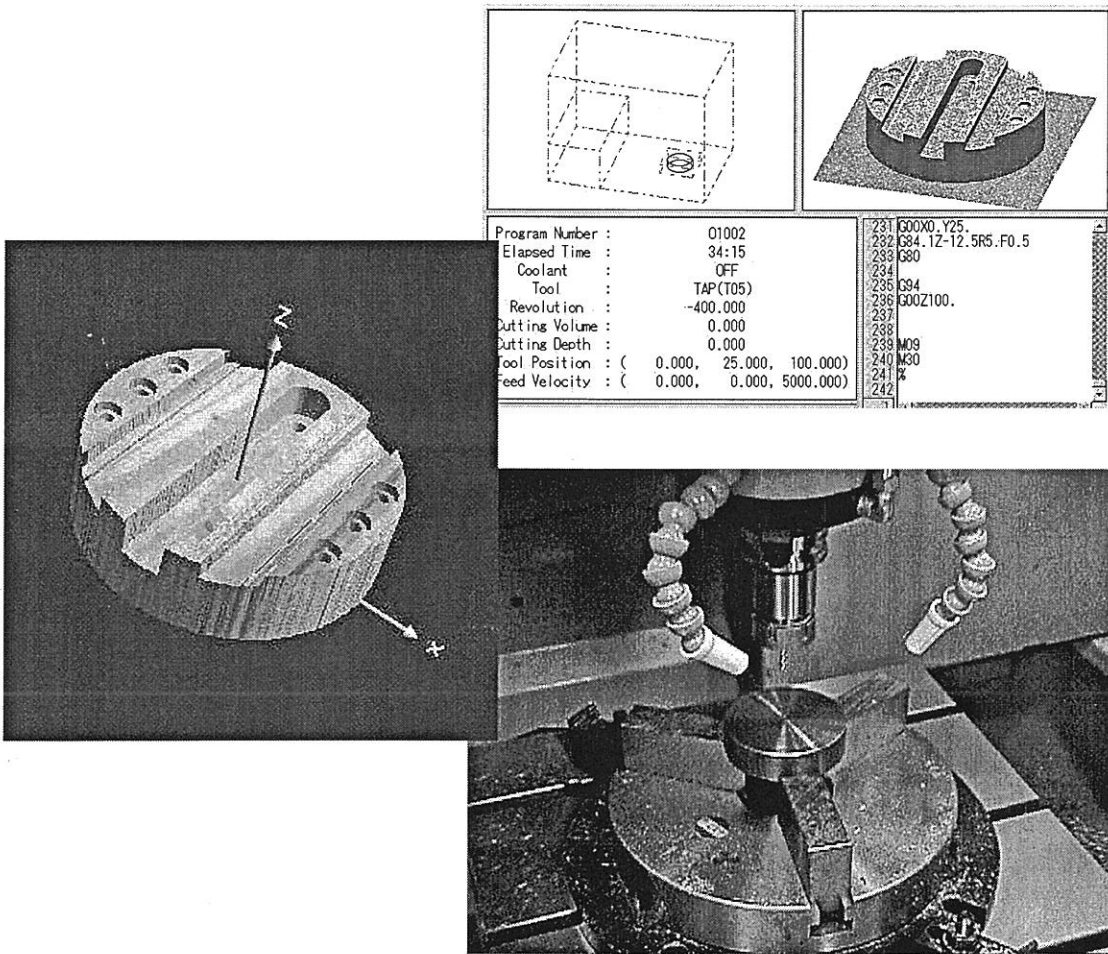 Program Number : O1002
Elapsed Time : 34:15
Coolant : OFF
Tool : TAP(T05)
Revolution : -400.000
Cutting Volume : 0.000
Cutting Depth : 0.000
Tool Position : ( 0.000, 25.000, 100.000)
Feed Velocity : ( 0.000, 0.000, 5000.000)
231 G00X0.Y25.
232 G84.1Z-12.5R5.F0.5
233 G80
234
235 G94
236 G00Z100.
237
238
239 M09
240 M30
241 %
242
Z
x